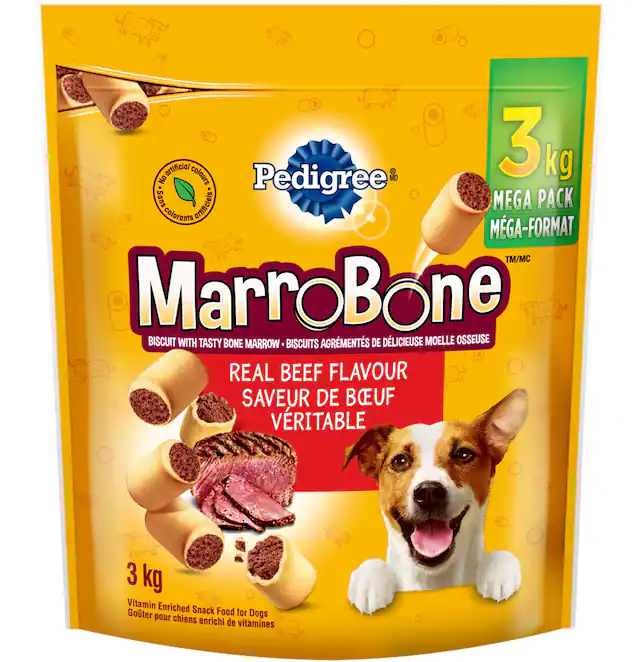 No artificial colours
Sans colorants artificiels
Pedigree MD
3 kg
MEGA PACK
MÉGA-FORMAT
MarroBone TM/MC
BISCUIT WITH TASTY BONE MARROW • BISCUITS AGRÉMENTÉS DE DÉLICIEUSE MOELLE OSSEUSE
REAL BEEF FLAVOUR
SAVEUR DE BŒUF
VÉRITABLE
3 kg
Vitamin Enriched Snack Food for Dogs
Goûter pour chiens enrichi de vitamines